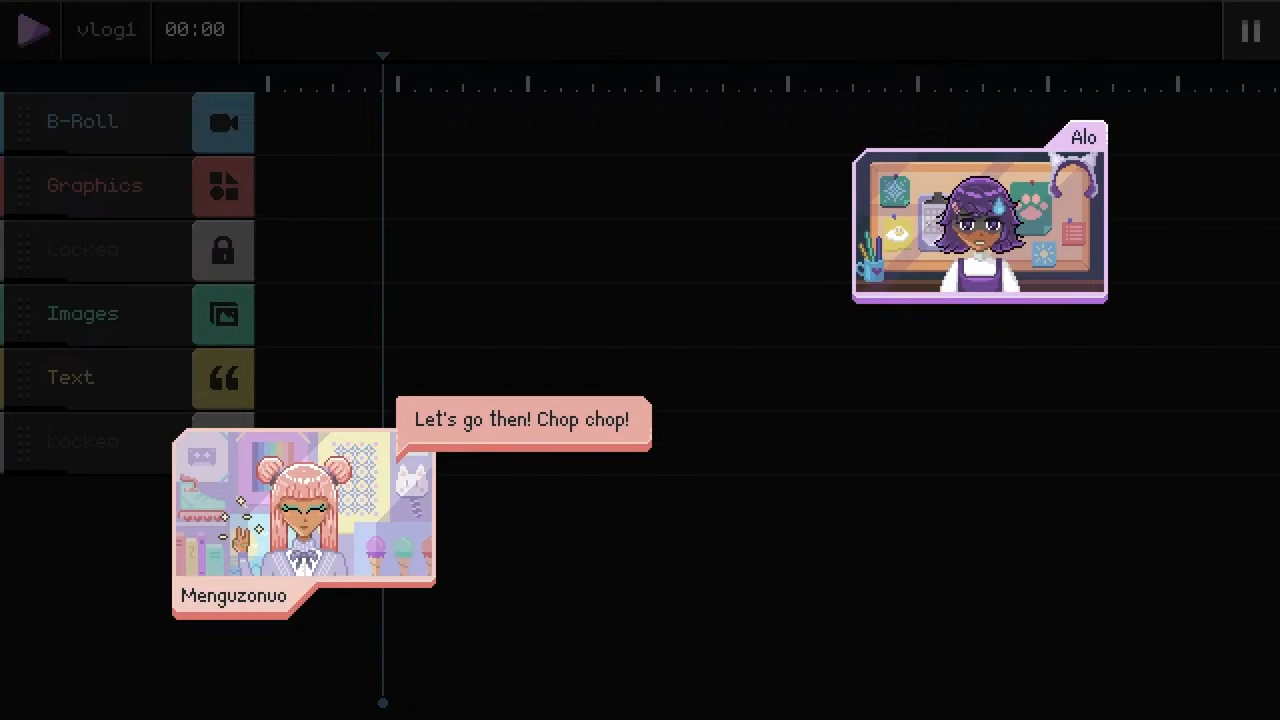 vlog1
00:00
B-Roll
Graphics
Locked
Images
Text
Locked
Alo
Let's go then! Chop chop!
Menguzonuo